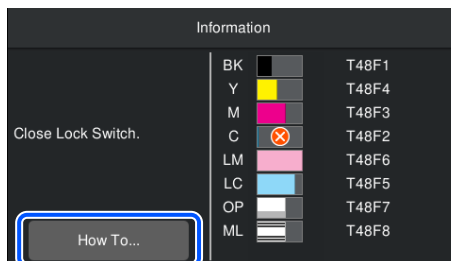 Information
BK T48F1
Y T48F4
M T48F3
Close Lock Switch.
C T48F2
LM T48F6
LC T48F5
OP T48F7
ML T48F8
How To...